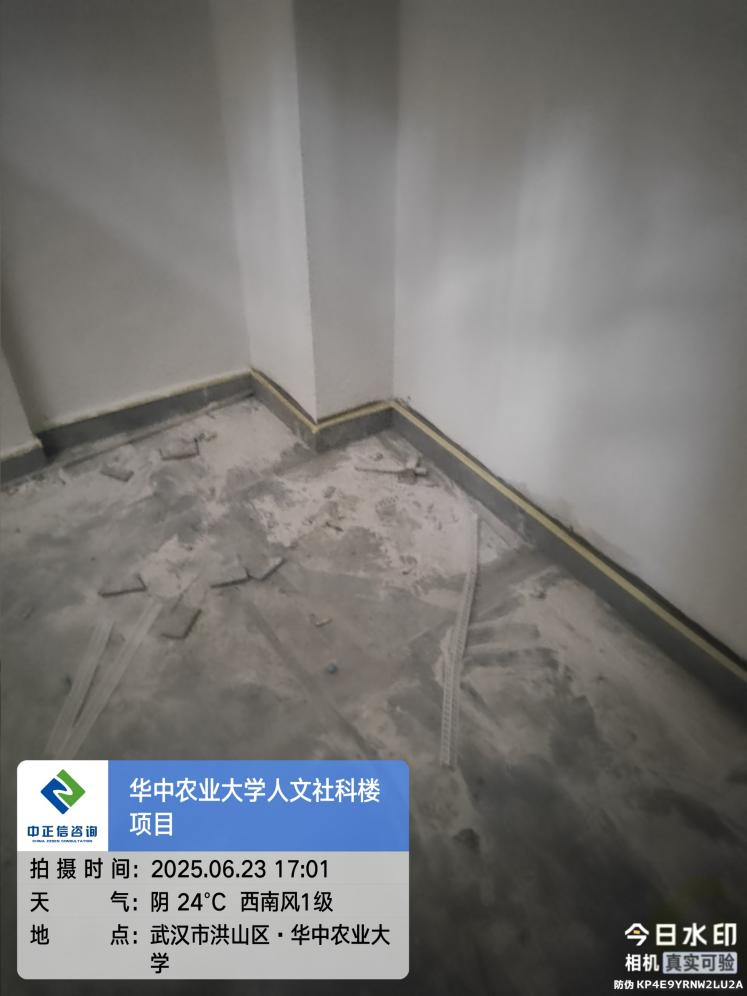 华中农业大学人文社科楼
项目
中正信咨询
CHINA ZEXIN CONSULTATION
拍摄时间：2025.06.23 17:01
天气：阴 24℃ 西南风1级
地点：武汉市洪山区·华中农业大
学
今日水印
相机 真实可验
防伪 KP4E9YRNW2LU2A